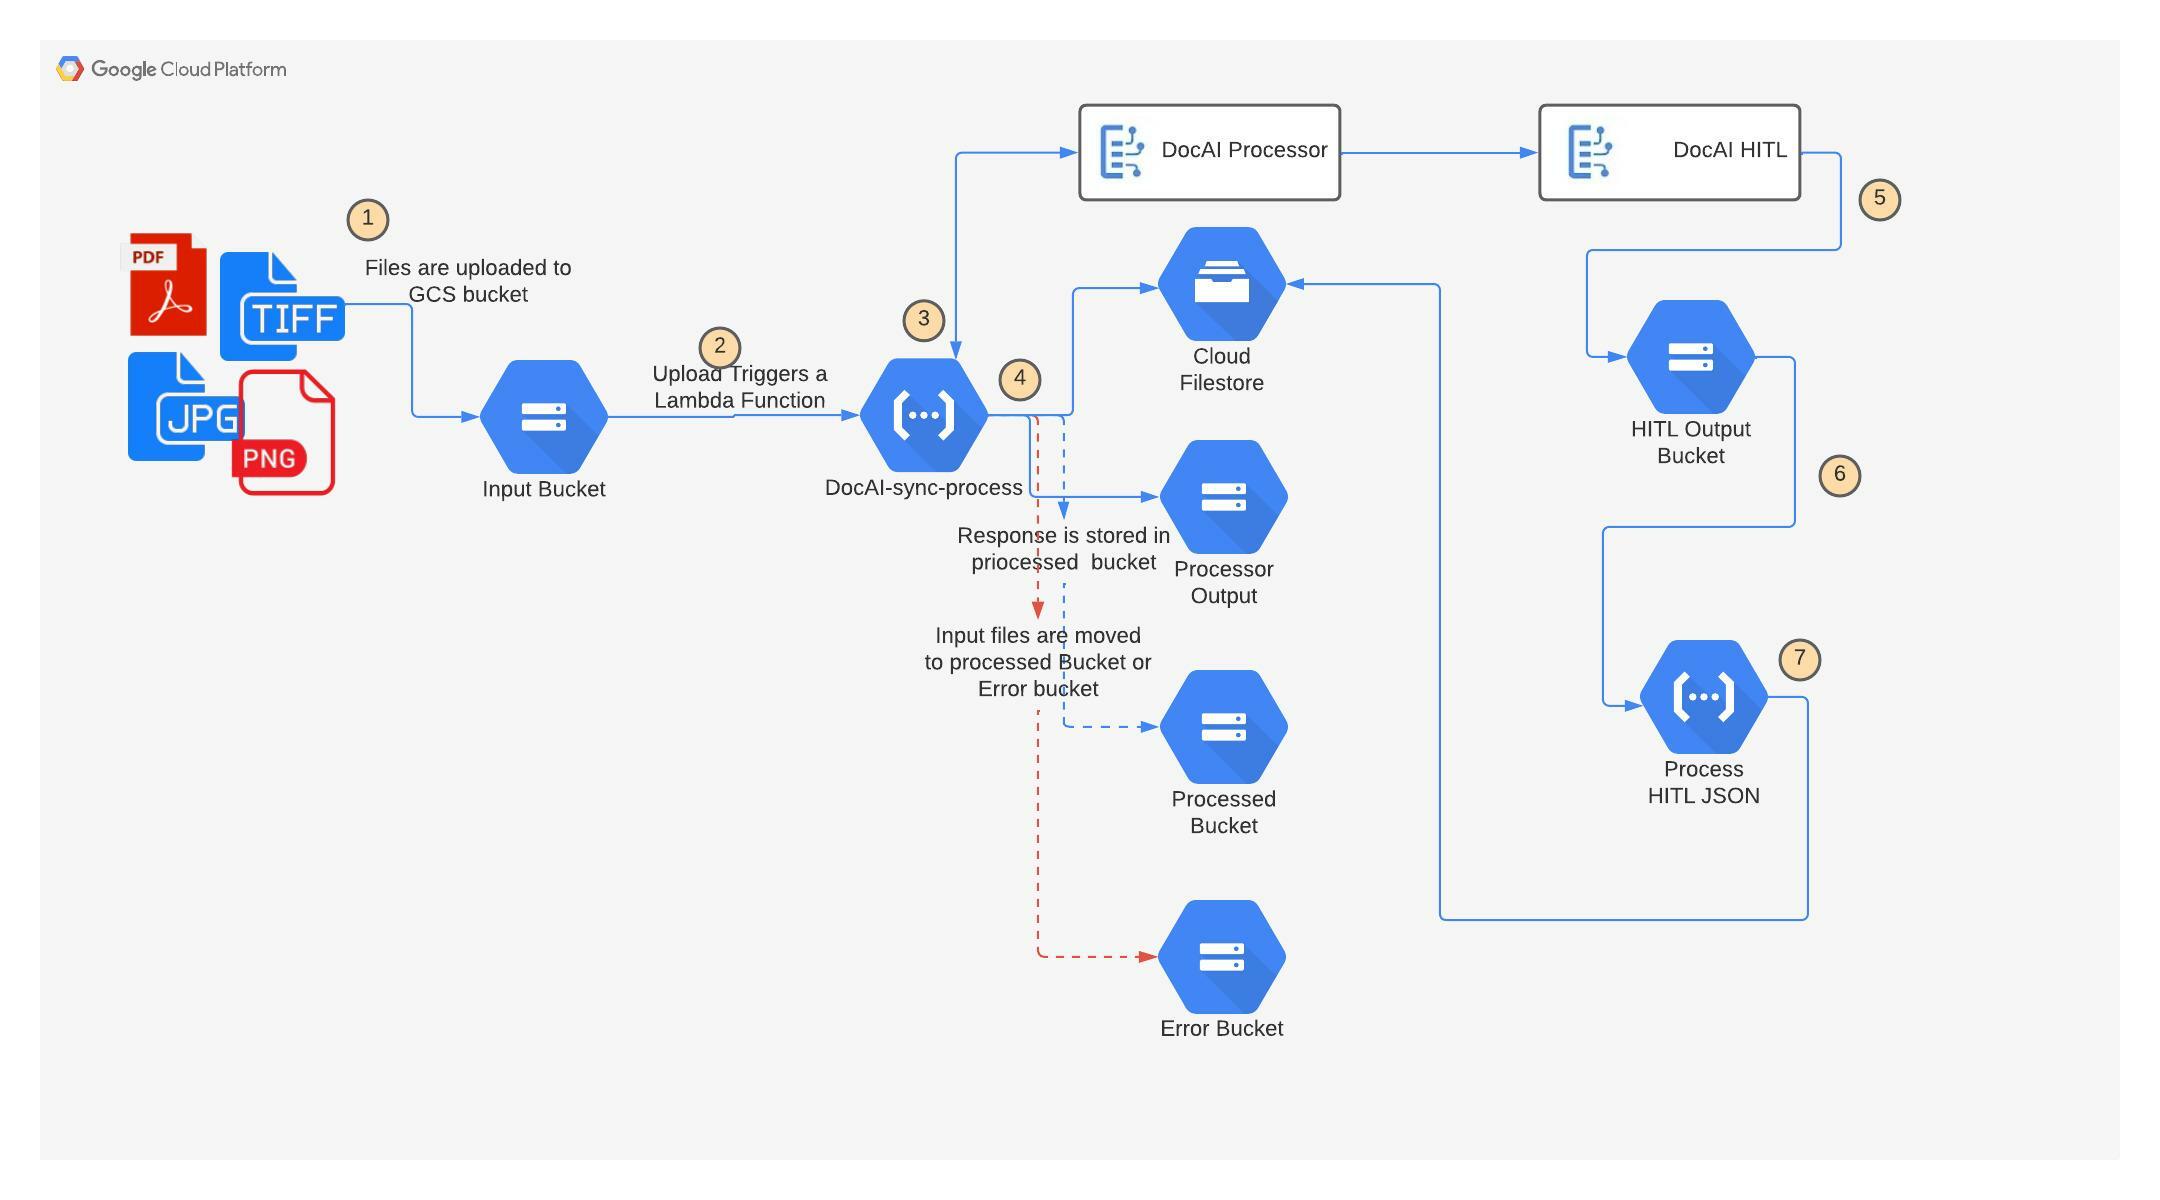 Google Cloud Platform
DocAI Processor
DocAI HITL
1
5
PDF
TIFF
Files are uploaded to
GCS bucket
3
2
Upload Triggers a
Lambda Function
4
Cloud
Filestore
JPG
PNG
Input Bucket
DocAI-sync-process
HITL Output
Bucket
6
Response is stored in
priocessed bucket
Processor
Output
Input files are moved
to processed Bucket or
Error bucket
7
Processed
Bucket
Process
HITL JSON
Error Bucket